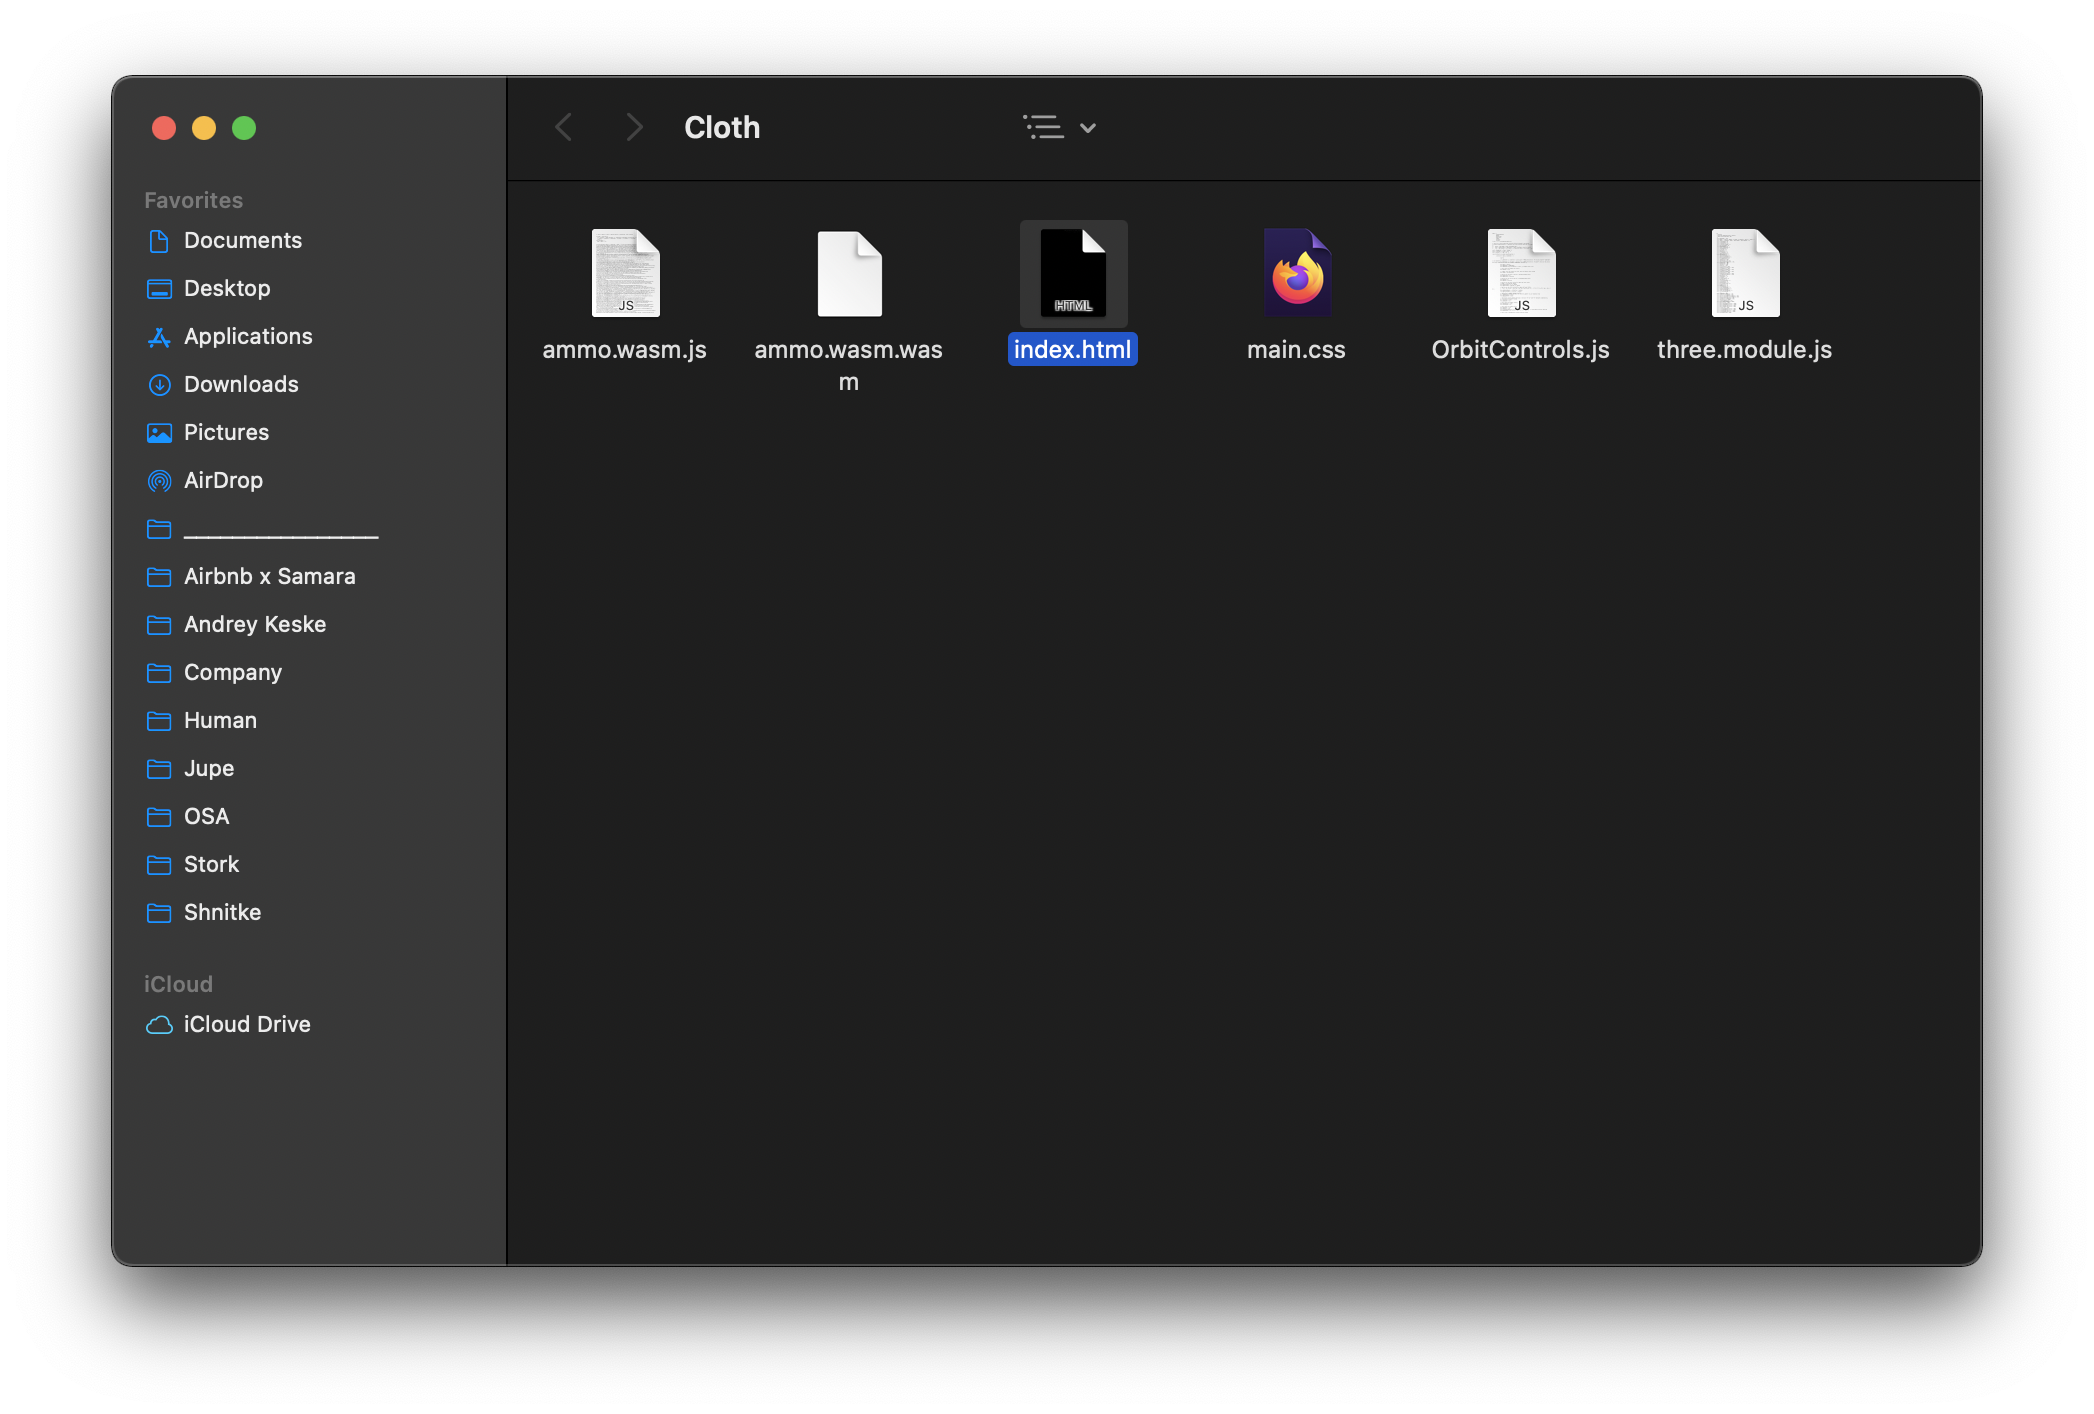 Cloth
Favorites
Documents
Desktop
Applications
Downloads
Pictures
AirDrop
________________
Airbnb x Samara
Andrey Keske
Company
Human
Jupe
OSA
Stork
Shnitke
iCloud
iCloud Drive
JS
HTML
JS
JS
ammo.wasm.js
ammo.wasm.was
m
index.html
main.css
OrbitControls.js
three.module.js